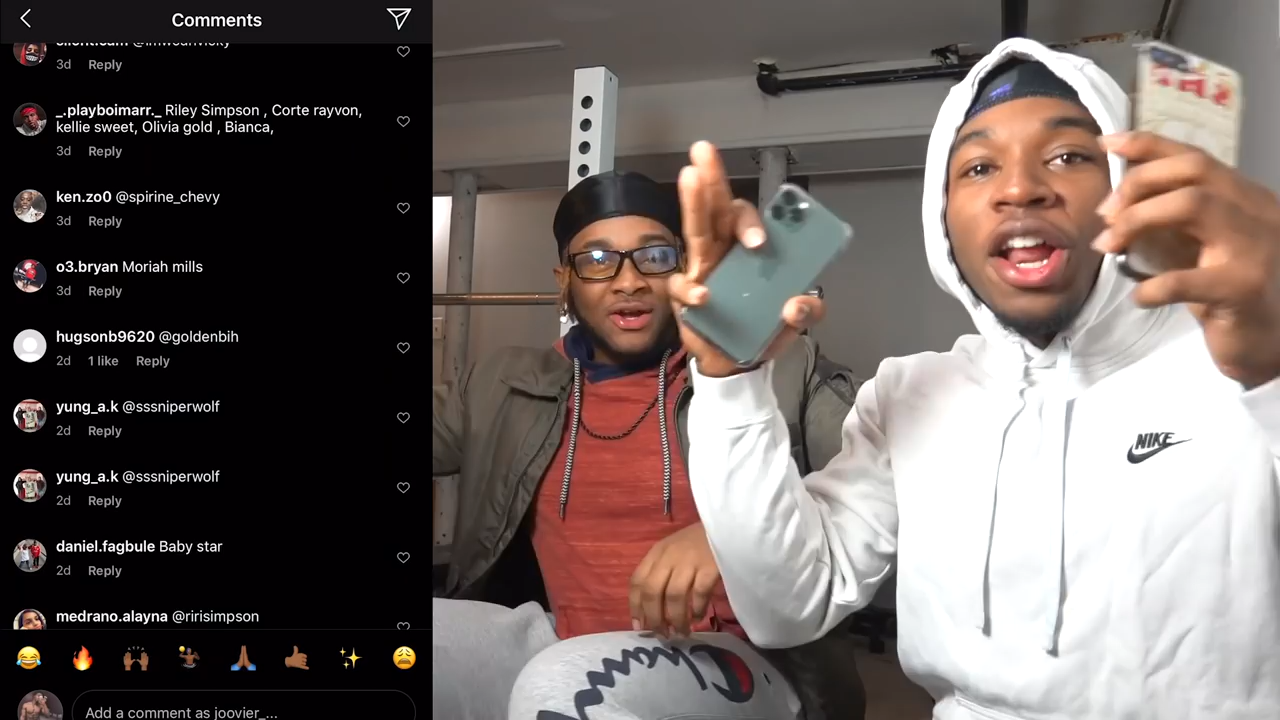 Comments
3d Reply
_.playboimarr._ Riley Simpson , Corte rayvon,
kellie sweet, Olivia gold , Bianca,
3d Reply
ken.zo0 @spirine_chevy
3d Reply
o3.bryan Moriah mills
3d Reply
hugsonb9620 @goldenbih
2d 1 like Reply
yung_a.k @sssniperwolf
2d Reply
yung_a.k @sssniperwolf
2d Reply
daniel.fagbule Baby star
2d Reply
medrano.alayna @ririsimpson
Add a comment as joovier_...
NIKE